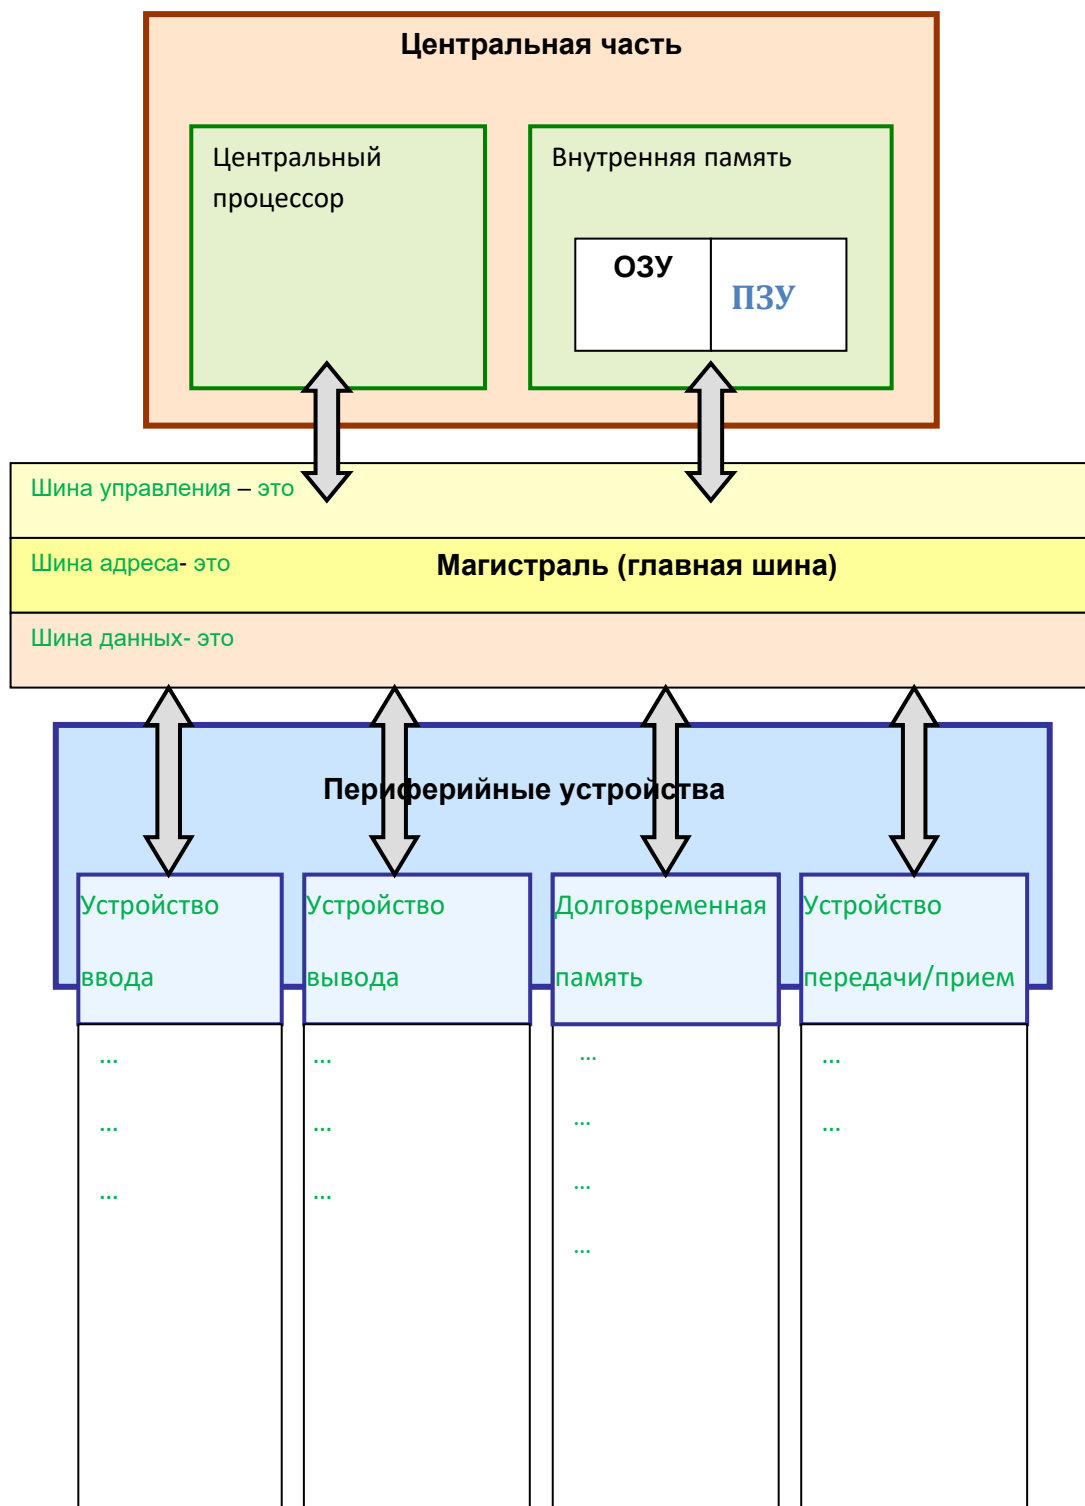 Центральная часть
Центральный
процессор
Внутренняя память
ОЗУ
ПЗУ
Шина управления – это
Шина адреса- это
Магистраль (главная шина)
Шина данных- это
Периферийные устройства
Устройство
ввода
...
...
...
Устройство
вывода
...
...
...
Долговременная
память
...
...
...
...
Устройство
передачи/прием
...
...